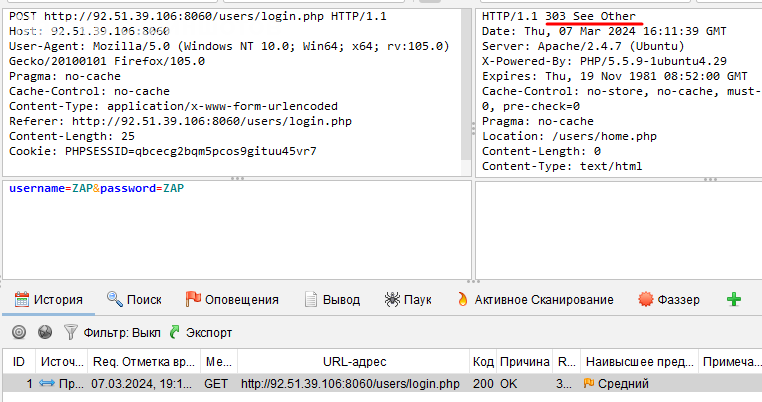 POST http://92.51.39.106:8060/users/login.php HTTP/1.1
Host: 92.51.39.106:8060
User-Agent: Mozilla/5.0 (Windows NT 10.0; Win64; x64; rv:105.0)
Gecko/20100101 Firefox/105.0
Pragma: no-cache
Cache-Control: no-cache
Content-Type: application/x-www-form-urlencoded
Referer: http://92.51.39.106:8060/users/login.php
Content-Length: 25
Cookie: PHPSESSID=qbcecg2bqm5pcos9gituu45vr7
HTTP/1.1 303 See Other
Date: Thu, 07 Mar 2024 16:11:39 GMT
Server: Apache/2.4.7 (Ubuntu)
X-Powered-By: PHP/5.5.9-1ubuntu4.29
Expires: Thu, 19 Nov 1981 08:52:00 GMT
Cache-Control: no-store, no-cache, must-
0, pre-check=0
Pragma: no-cache
Location: /users/home.php
Content-Length: 0
Content-Type: text/html
username=ZAP&password=ZAP
История Поиск Оповещения Вывод Паук Активное Сканирование Фаззер
Фильтр: Выкл Экспорт
ID Источ... Req. Отметка вр... Ме... URL-адрес Код Причина R... Наивысшее пред... Примеча...
1 Пр... 07.03.2024, 19:1... GET http://92.51.39.106:8060/users/login.php 200 OK 3... Средний